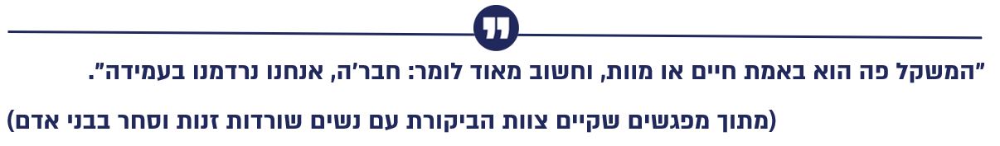 "המשקל פה הוא באמת חיים או מוות, וחשוב מאוד לומר: חבר'ה, אנחנו נרדמנו בעמידה".
(מתוך מפגשים שקיים צוות הביקורת עם נשים שורדות זנות וסחר בבני אדם)